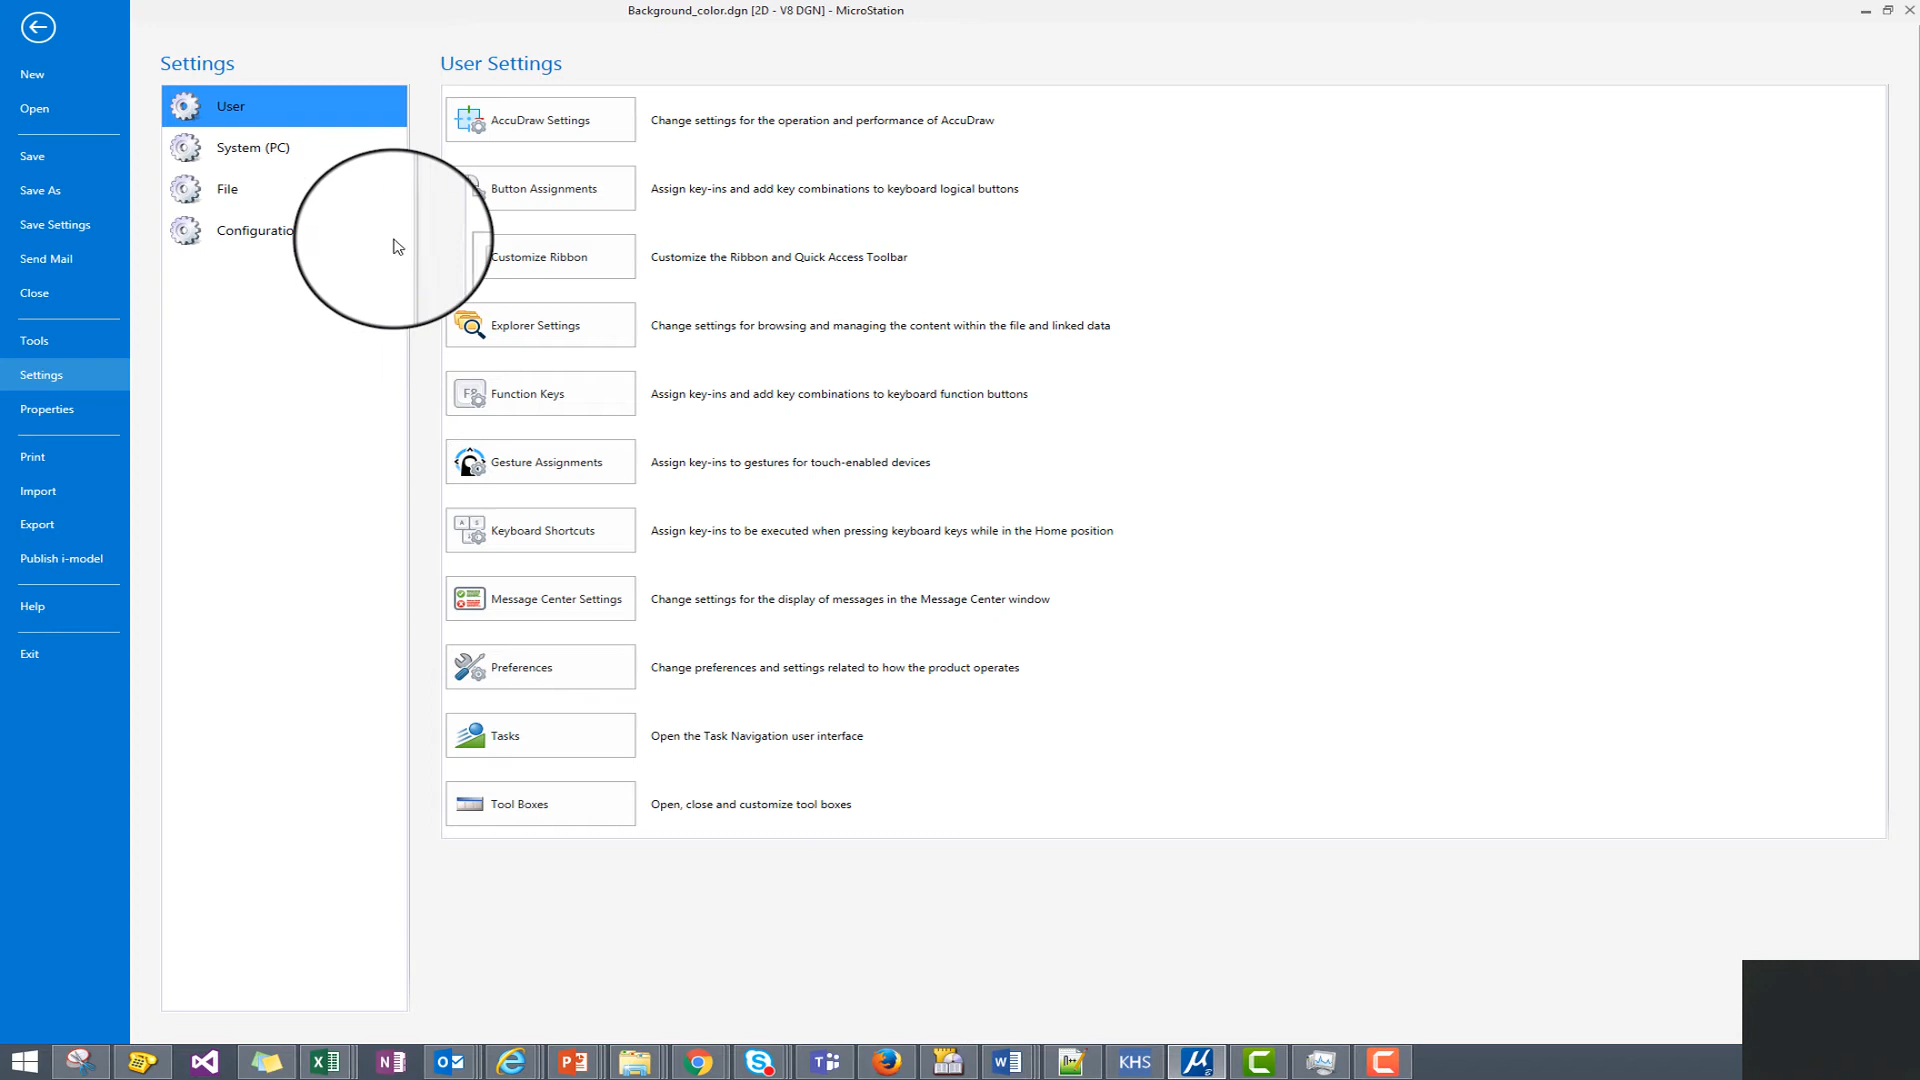 Background_color.dgn [2D - V8 DGN] - MicroStation
New
Open
Save
Save As
Save Settings
Send Mail
Close
Tools
Settings
Properties
Print
Import
Export
Publish i-model
Help
Exit
Settings
User
System (PC)
File
Configuratio
User Settings
AccuDraw Settings Change settings for the operation and performance of AccuDraw
Button Assignments Assign key-ins and add key combinations to keyboard logical buttons
Customize Ribbon Customize the Ribbon and Quick Access Toolbar
Explorer Settings Change settings for browsing and managing the content within the file and linked data
Function Keys Assign key-ins and add key combinations to keyboard function buttons
Gesture Assignments Assign key-ins to gestures for touch-enabled devices
Keyboard Shortcuts Assign key-ins to be executed when pressing keyboard keys while in the Home position
Message Center Settings Change settings for the display of messages in the Message Center window
Preferences Change preferences and settings related to how the product operates
Tasks Open the Task Navigation user interface
Tool Boxes Open, close and customize tool boxes
KHS